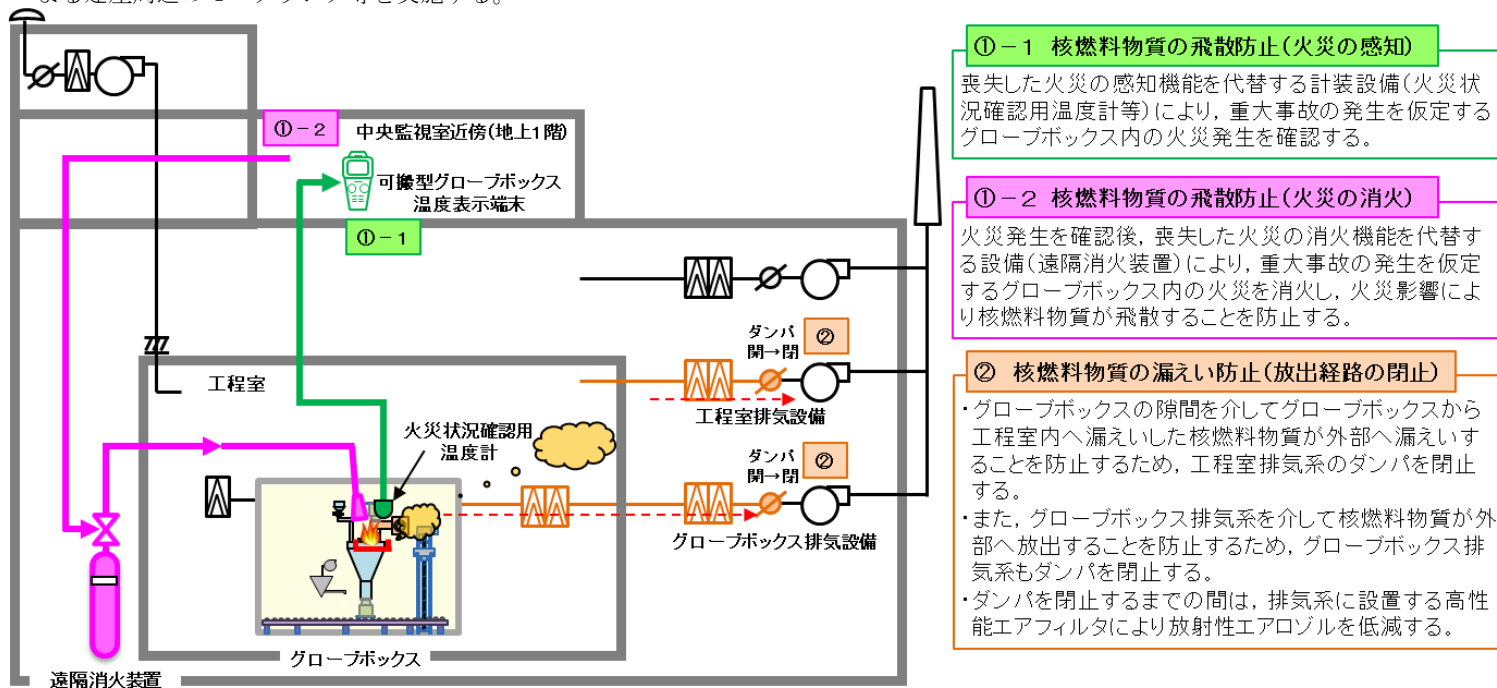 よる建屋周辺のモニタリング等を実施する。
①-2
中央監視室近傍(地上1階)
可搬型グローブボックス
温度表示端末
①-1
ダンパ
開→閉
②
工程室
工程室排気設備
火災状況確認用
温度計
ダンパ
開→閉
②
グローブボックス排気設備
グローブボックス
遠隔消火装置
①-1 核燃料物質の飛散防止(火災の感知)
喪失した火災の感知機能を代替する計装設備(火災状
況確認用温度計等)により，重大事故の発生を仮定する
グローブボックス内の火災発生を確認する。
①-2 核燃料物質の飛散防止(火災の消火)
火災発生を確認後，喪失した火災の消火機能を代替す
る設備(遠隔消火装置)により，重大事故の発生を仮定
するグローブボックス内の火災を消火し，火災影響によ
り核燃料物質が飛散することを防止する。
② 核燃料物質の漏えい防止(放出経路の閉止)
・グローブボックスの隙間を介してグローブボックスから
工程室内へ漏えいした核燃料物質が外部へ漏えいす
ることを防止するため，工程室排気系のダンパを閉止
する。
・また，グローブボックス排気系を介して核燃料物質が外
部へ放出することを防止するため，グローブボックス排
気系もダンパを閉止する。
・ダンパを閉止するまでの間は，排気系に設置する高性
能エアフィルタにより放射性エアロゾルを低減する。